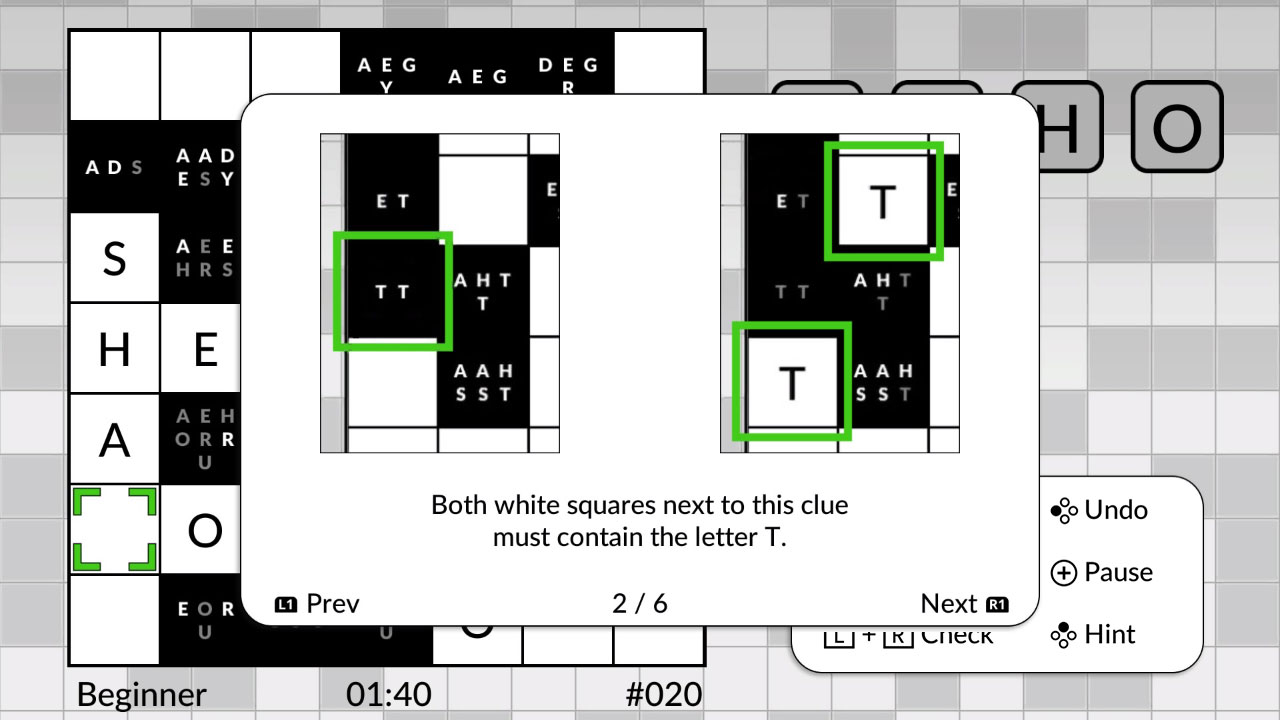 A E G
Y
A E G
D E G
R
H O
A D S
A A D
E S Y
S
A E E
H R S
H E
A
A E H
O R R
U
O
E O R
U
U
E T
T T
A H T
T
A A H
S S T
E T
T
T T
A H T
T
T
A A H
S S T
Both white squares next to this clue
must contain the letter T.
L1 Prev
2 / 6
Next R1
Undo
Pause
L + R Check
Hint
Beginner
01:40
#020